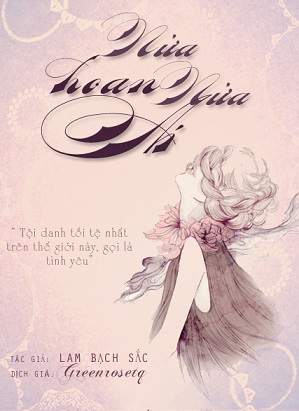 Nửa
hoan Nửa
Ái
" Tội danh tồi tệ nhất
trên thế giới này, gọi là
tình yêu"
TÁC GIẢ: LAM BẠCH SẮC
DỊCH GIẢ: Greenrosetq